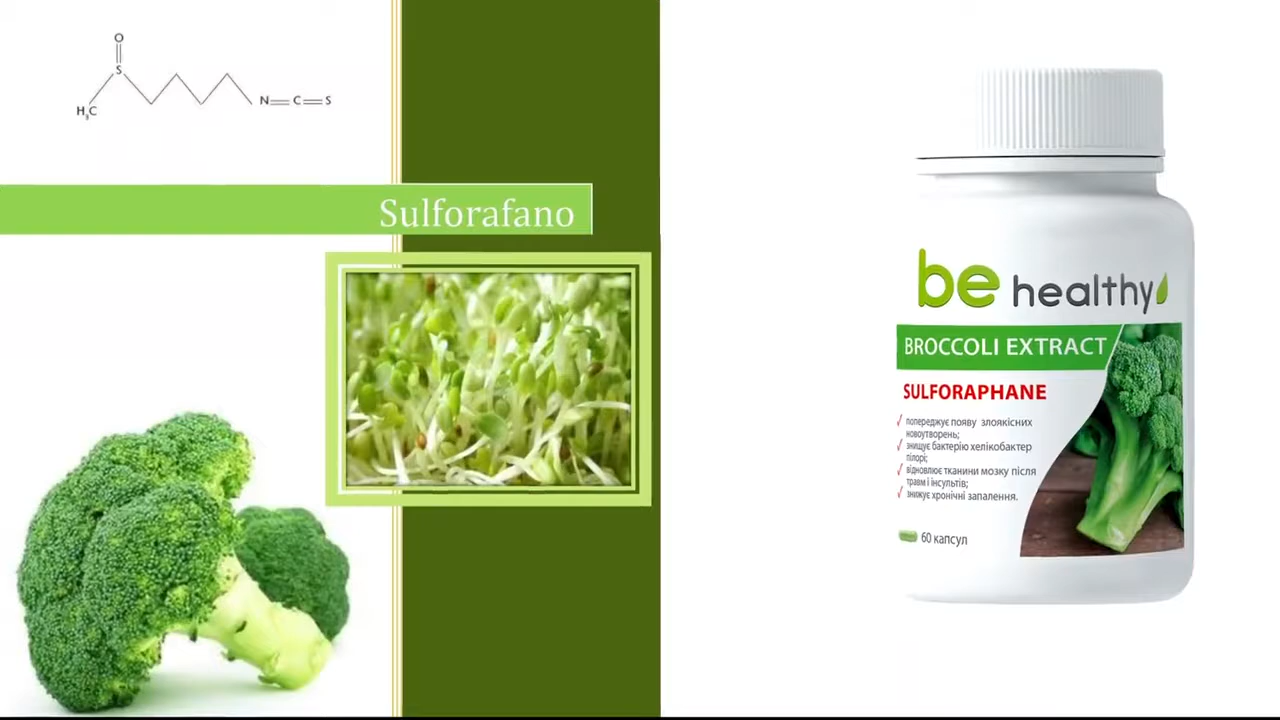 O
S
H3C
N=C=S
Sulforafano
be healthy
BROCCOLI EXTRACT
SULFORAPHANE
попереджує появу злоякісних
новоутворень;
знищує бактерію хелікобактер
пілорі;
відновлює тканини мозку після
травм і інсультів;
знижує хронічні запалення.
60 капсул